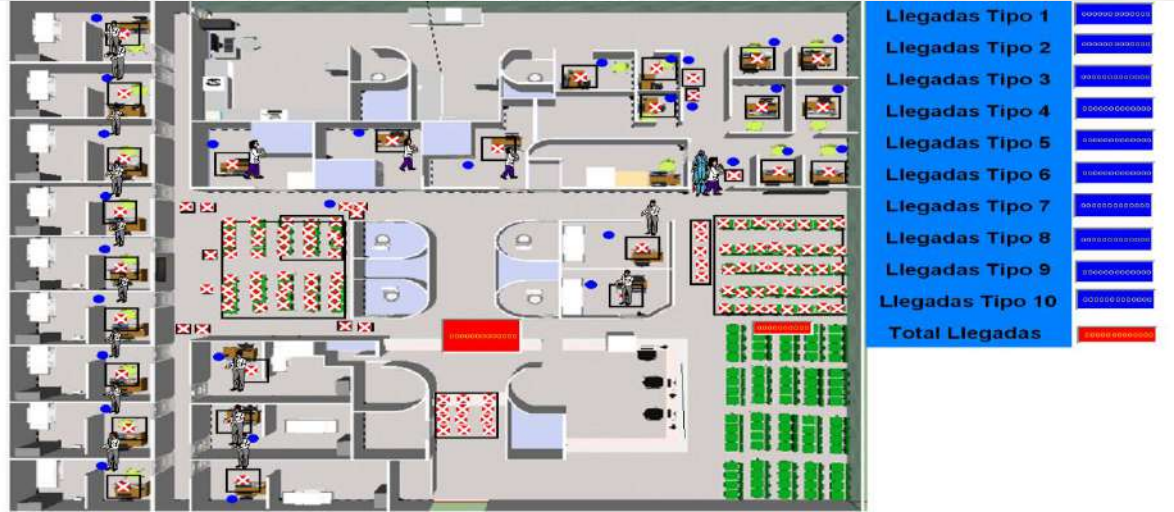 Llegadas Tipo 1
Llegadas Tipo 2
Llegadas Tipo 3
Llegadas Tipo 4
Llegadas Tipo 5
Llegadas Tipo 6
Llegadas Tipo 7
Llegadas Tipo 8
Llegadas Tipo 9
Llegadas Tipo 10
Total Llegadas